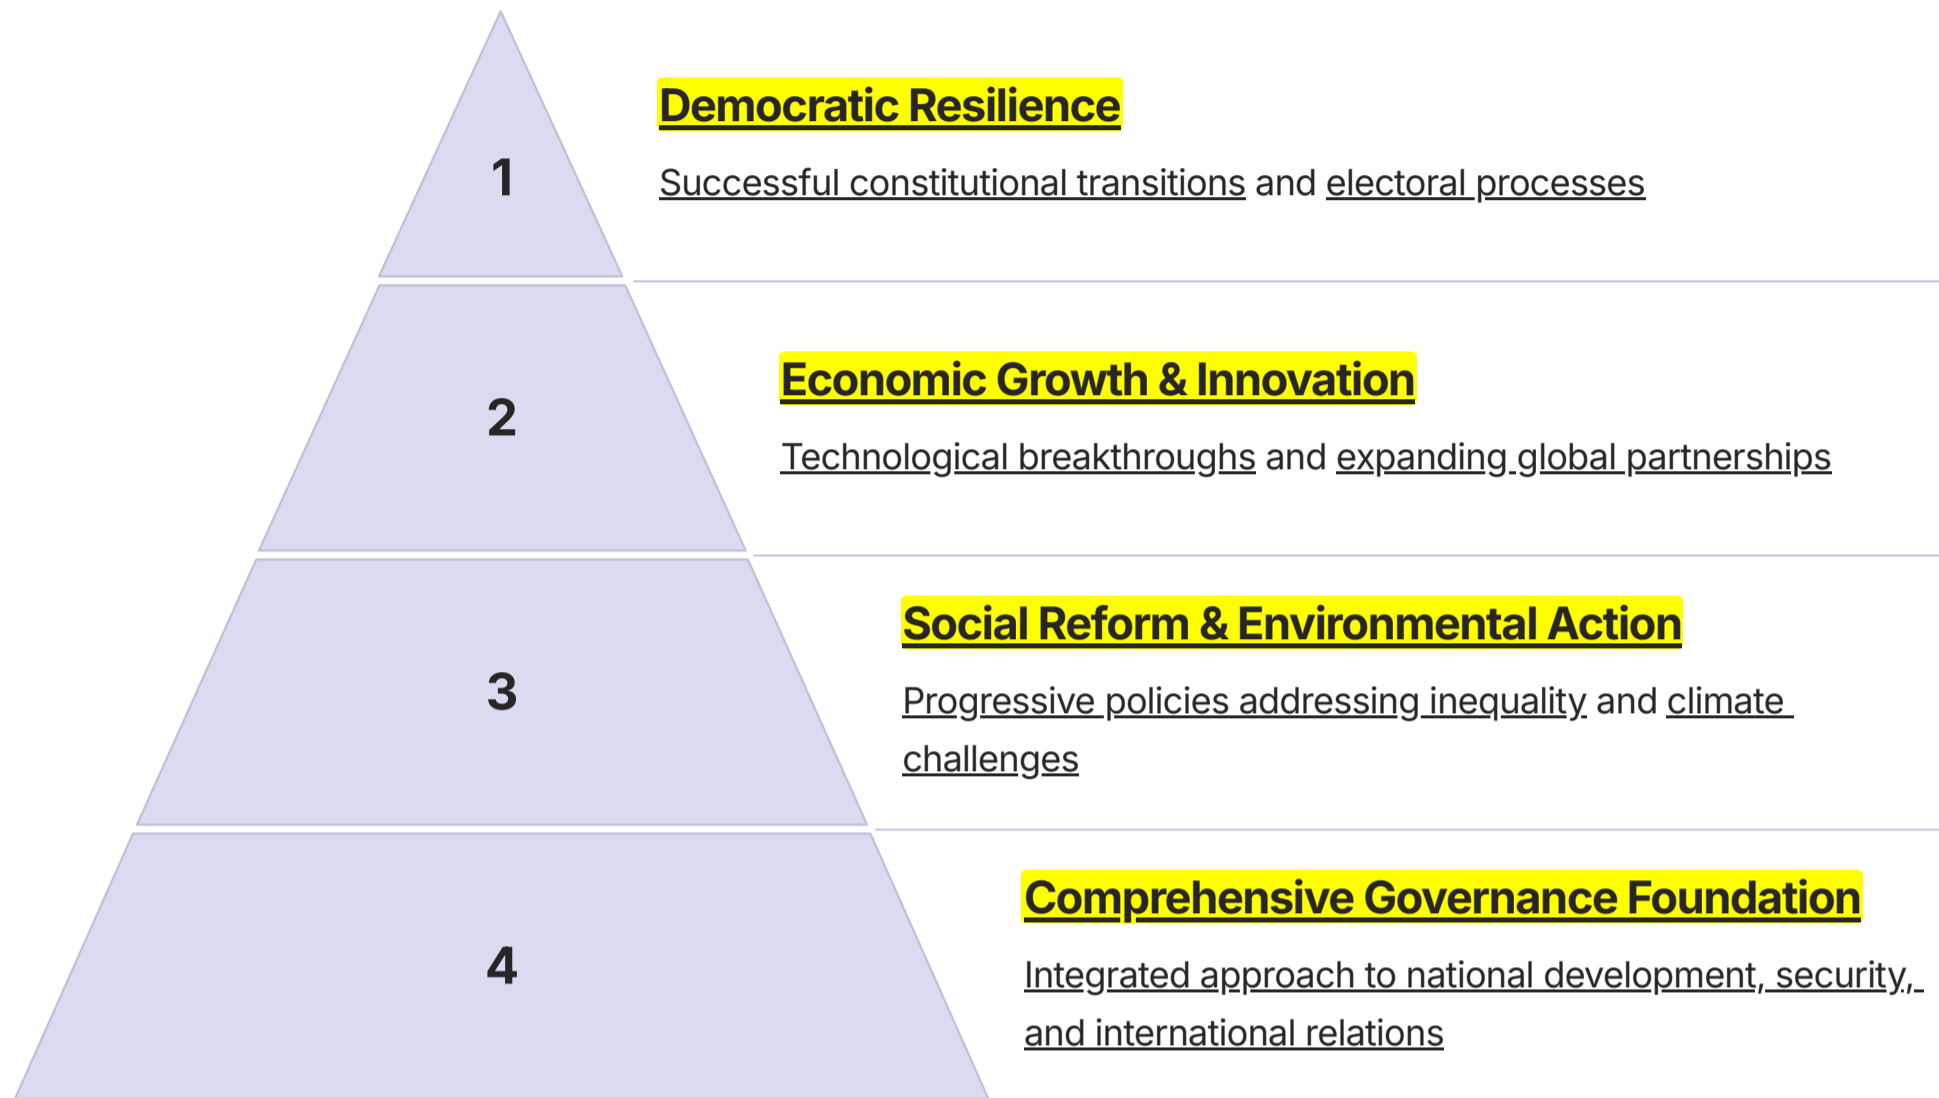 1
Democratic Resilience
Successful constitutional transitions and electoral processes
2
Economic Growth & Innovation
Technological breakthroughs and expanding global partnerships
3
Social Reform & Environmental Action
Progressive policies addressing inequality and climate
challenges
4
Comprehensive Governance Foundation
Integrated approach to national development, security,
and international relations